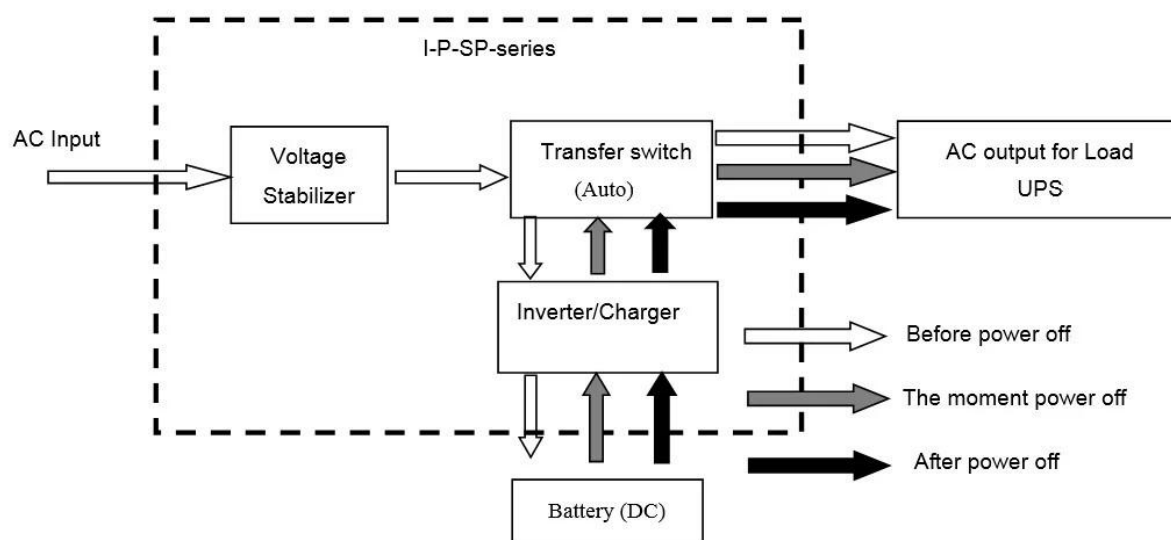 I-P-SP-series
AC Input
Voltage
Stabilizer
Transfer switch
(Auto)
AC output for Load
UPS
Inverter/Charger
Before power off
The moment power off
After power off
Battery (DC)